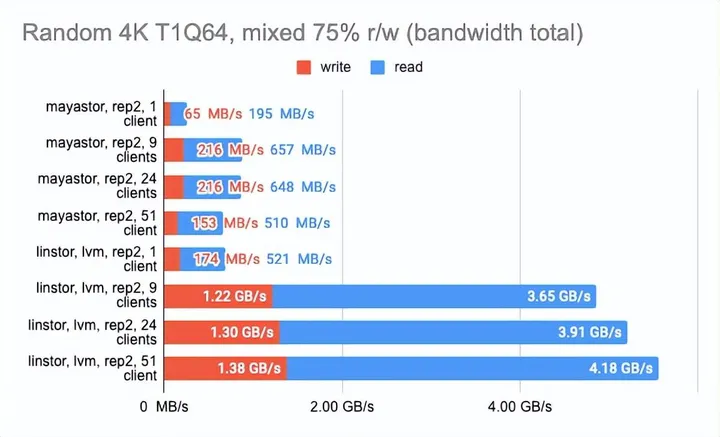 Random 4K T1Q64, mixed 75% r/w (bandwidth total)
write read
mayastor, rep2, 1
client
65 MB/s 195 MB/s
mayastor, rep2, 9
clients
216 MB/s 657 MB/s
mayastor, rep2, 24
clients
216 MB/s 648 MB/s
mayastor, rep2, 51
client
153 MB/s 510 MB/s
linstor, lvm, rep2, 1
client
174 MB/s 521 MB/s
linstor, lvm, rep2, 9
clients
1.22 GB/s 3.65 GB/s
linstor, lvm, rep2, 24
clients
1.30 GB/s 3.91 GB/s
linstor, lvm, rep2, 51
client
1.38 GB/s 4.18 GB/s
0 MB/s 2.00 GB/s 4.00 GB/s